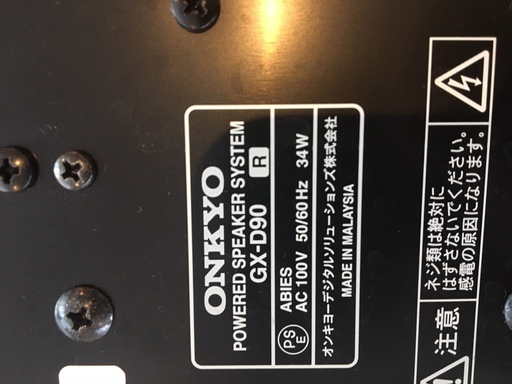 ONKYO
POWERED SPEAKER SYSTEM
GX-D90 R
PSE ABIES
AC 100V 50/60Hz 34W
オンキヨーデジタルソリューションズ株式会社
MADE IN MALAYSIA
ネジ類は絶対に
はずさないでください。
感電の原因になります。
注意